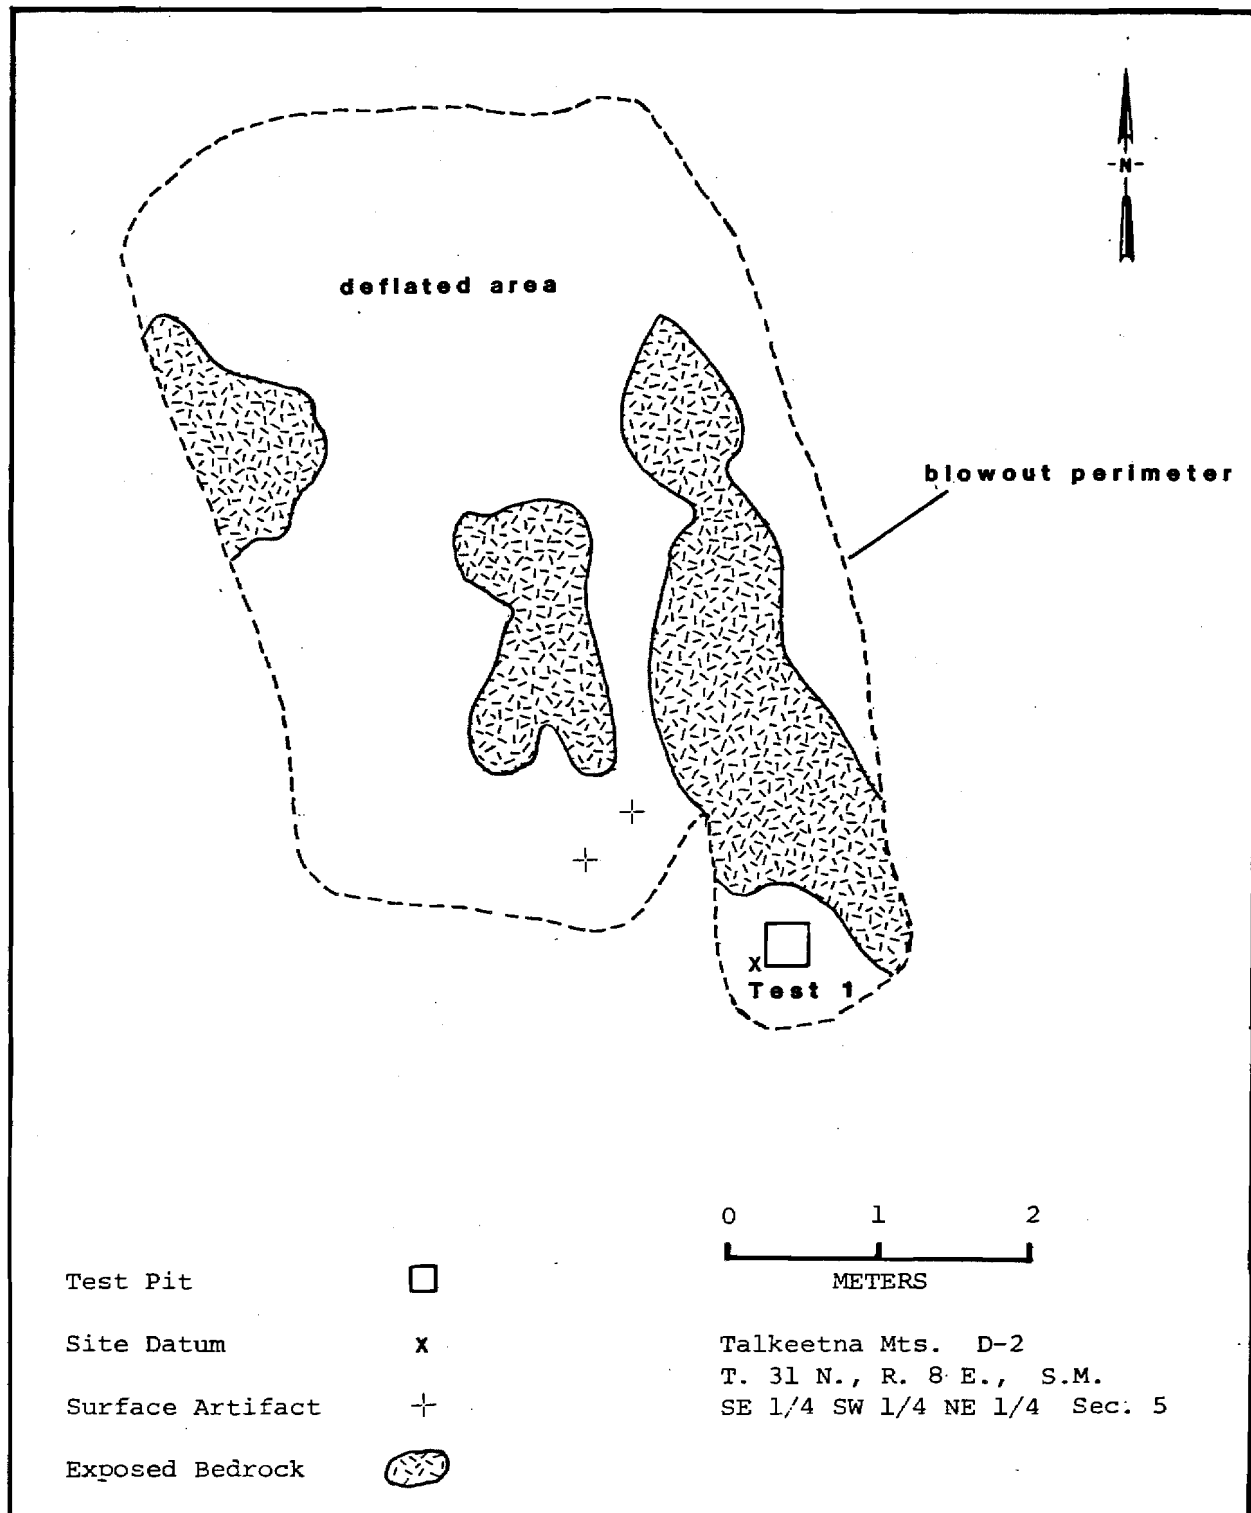 -N-
deflated area
blowout perimeter
X
Test 1
0 1 2
METERS
Test Pit
Site Datum X
Surface Artifact
Exposed Bedrock
Talkeetna Mts. D-2
T. 31 N., R. 8 E., S.M.
SE 1/4 SW 1/4 NE 1/4 Sec. 5